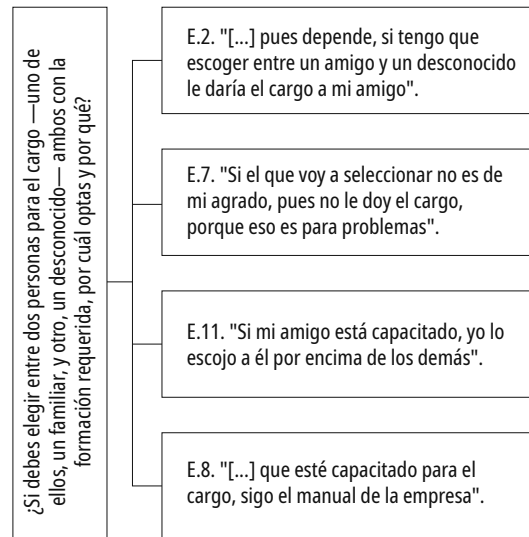 ¿Si debes elegir entre dos personas para el cargo —uno de
ellos, un familiar, y otro, un desconocido— ambos con la
formación requerida, por cuál optas y por qué?
E.2. "[...] pues depende, si tengo que
escoger entre un amigo y un desconocido
le daría el cargo a mi amigo".
E.7. "Si el que voy a seleccionar no es de
mi agrado, pues no le doy el cargo,
porque eso es para problemas".
E.11. "Si mi amigo está capacitado, yo lo
escojo a él por encima de los demás".
E.8. "[...] que esté capacitado para el
cargo, sigo el manual de la empresa".